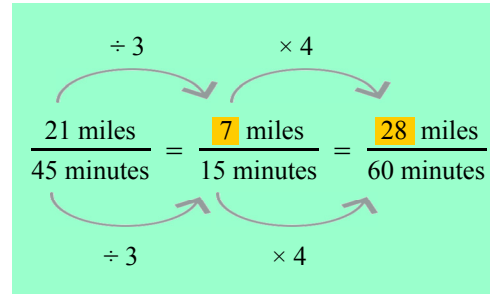 ÷ 3 × 4
21 miles = 7 miles = 28 miles
45 minutes 15 minutes 60 minutes
÷ 3 × 4